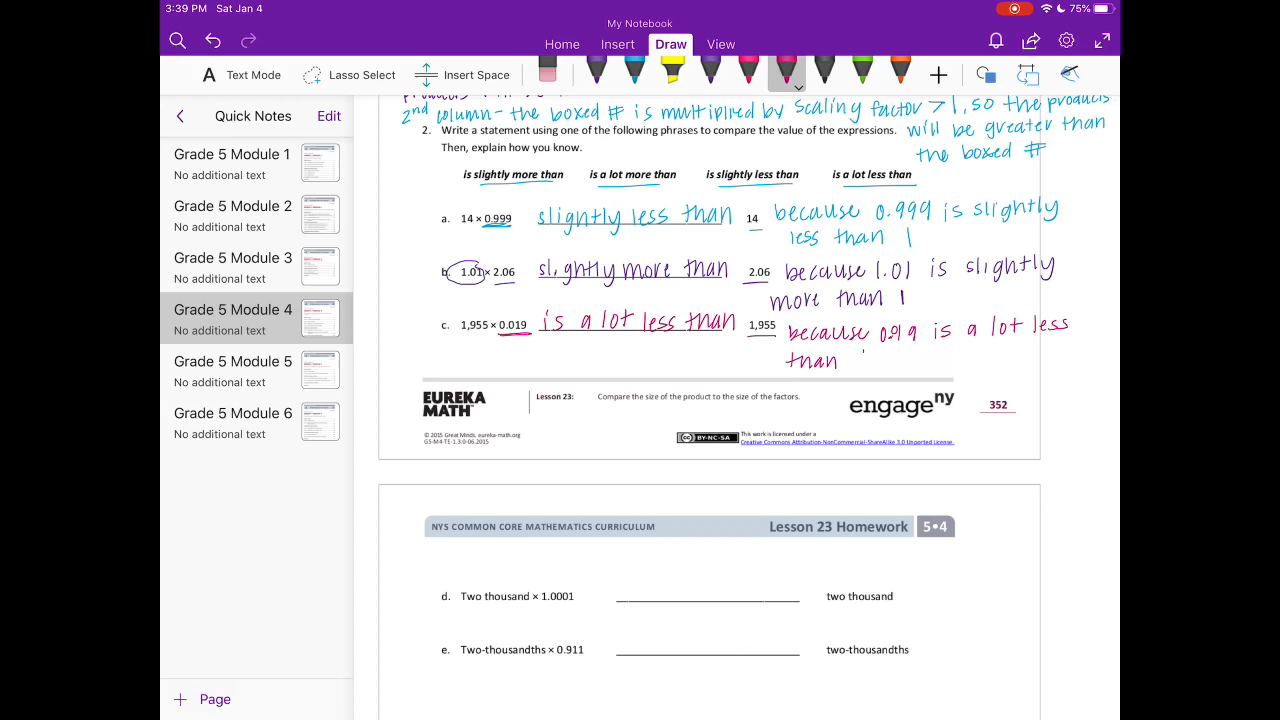 3:39 PM Sat Jan 4
My Notebook
75%
Home Insert Draw View
A Text Mode Lasso Select Insert Space
Quick Notes Edit
Grade 5 Module 1
No additional text
Grade 5 Module 2
No additional text
Grade 5 Module 3
No additional text
Grade 5 Module 4
No additional text
Grade 5 Module 5
No additional text
Grade 5 Module 6
No additional text
Page
2nd column - the boxed # is multiplied by scaling factor > 1, so the products
will be greater than
the boxed #
2. Write a statement using one of the following phrases to compare the value of the expressions.
Then, explain how you know.
is slightly more than is a lot more than is slightly less than is a lot less than
a. × 0.999 slightly less than because 0.999 is slightly
less than 1
b. × 2.06 slightly more than 2.06 because 1.01 is slightly
more than 1
c. 1,955 × 0.019 is a lot less than 1,955 because is a lot less
than
EUREKA MATH
Lesson 23: Compare the size of the product to the size of the factors.
engageny
352
© 2015 Great Minds. eureka-math.org
G5-M4-TE-1.3.0-06.2015
CC BY-NC-SA
This work is licensed under a
Creative Commons Attribution-NonCommercial-ShareAlike 3.0 Unported License.
NYS COMMON CORE MATHEMATICS CURRICULUM Lesson 23 Homework 5•4
d. Two thousand × 1.0001 two thousand
e. Two-thousandths × 0.911 two-thousandths